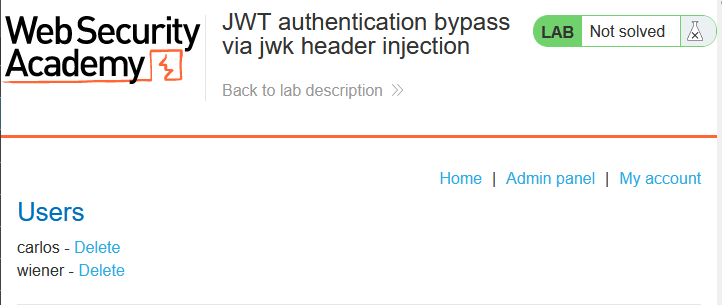 Web Security
Academy
JWT authentication bypass
via jwk header injection
LAB Not solved
Back to lab description
Home | Admin panel | My account
Users
carlos - Delete
wiener - Delete